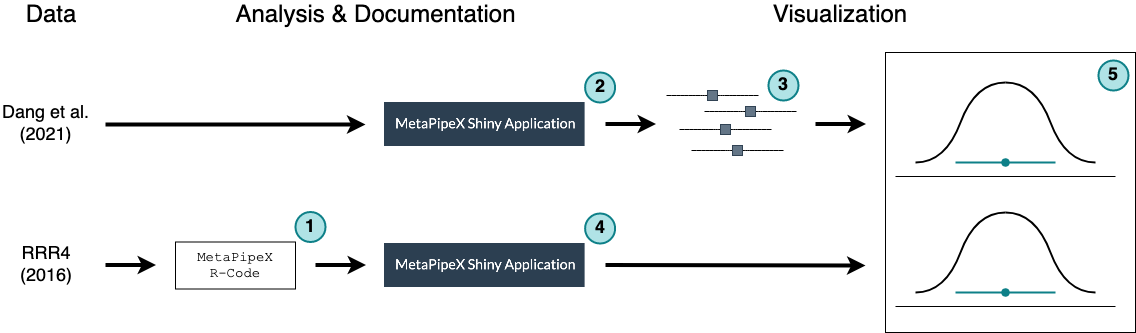 Data
Analysis & Documentation
Visualization
Dang et al.
(2021)
MetaPipeX Shiny Application
2
3
5
RRR4
(2016)
MetaPipeX
R-Code
1
MetaPipeX Shiny Application
4